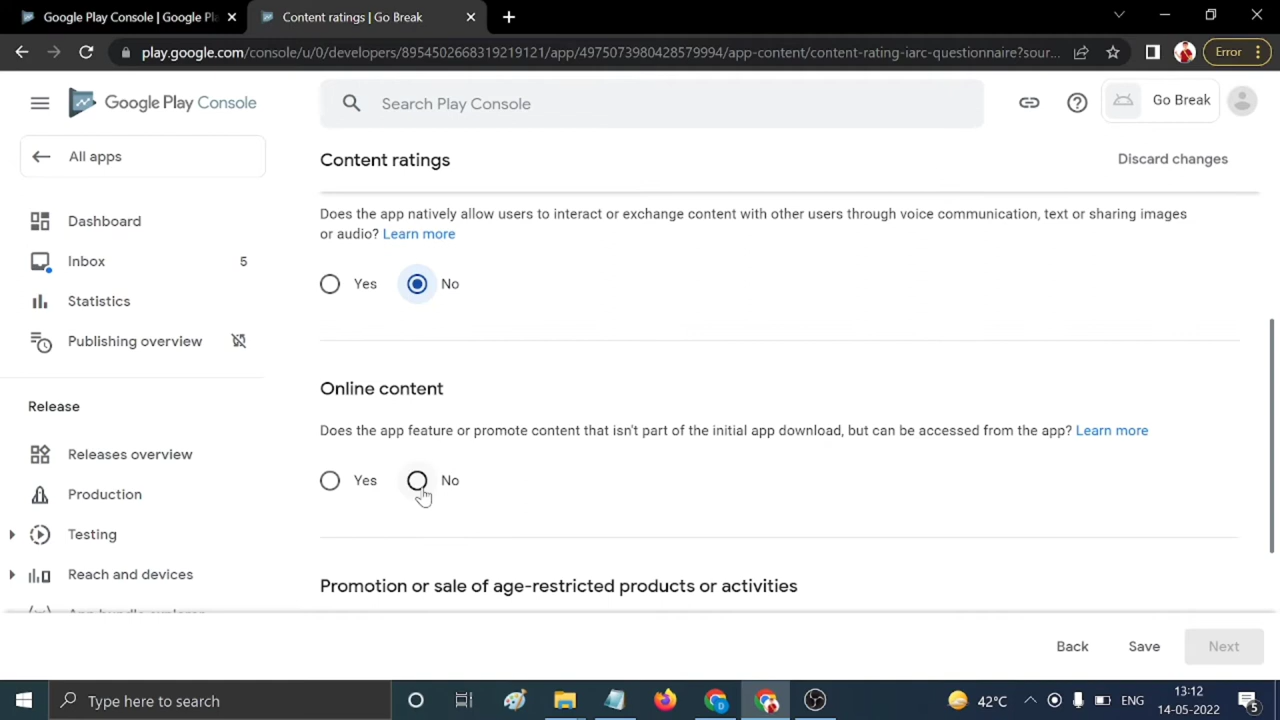 Google Play Console | Google Pla
Content ratings | Go Break
play.google.com/console/u/0/developers/8954502668319219121/app/4975073980428579994/app-content/content-rating-iarc-questionnaire?sour...
Error
Google Play Console
Search Play Console
Go Break
All apps
Content ratings
Discard changes
Dashboard
Inbox
5
Statistics
Publishing overview
Release
Releases overview
Production
Testing
Reach and devices
App bundle explorer
Does the app natively allow users to interact or exchange content with other users through voice communication, text or sharing images
or audio? Learn more
Yes
No
Online content
Does the app feature or promote content that isn't part of the initial app download, but can be accessed from the app? Learn more
Yes
No
Promotion or sale of age-restricted products or activities
Back
Save
Next
Type here to search
42°C
ENG
13:12
14-05-2022
5